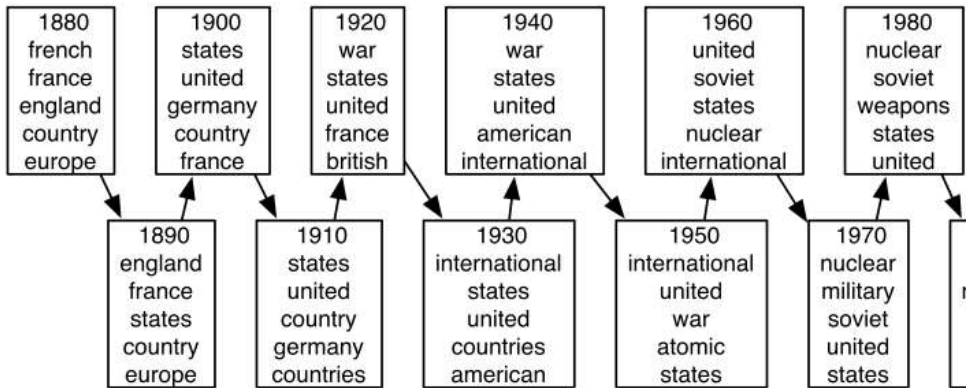 1880
french
france
england
country
europe
1890
england
france
states
country
europe
1900
states
united
germany
country
france
1910
states
united
country
germany
countries
1920
war
states
united
france
british
1930
international
states
united
countries
american
1940
war
states
united
american
international
1950
international
united
war
atomic
states
1960
united
soviet
states
nuclear
international
1970
nuclear
military
soviet
united
states
1980
nuclear
soviet
weapons
states
united